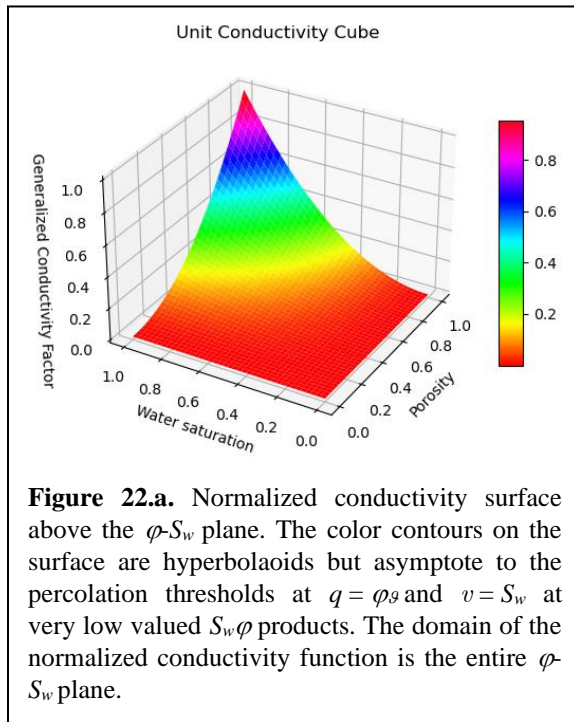 Unit Conductivity Cube
Generalized Conductivity Factor
1.0
0.8
0.6
0.4
0.2
0.0
1.0
0.8
0.6
0.4
0.2
0.0
Water saturation
0.0
0.2
0.4
0.6
0.8
1.0
Porosity
0.8
0.6
0.4
0.2
Figure 22.a. Normalized conductivity surface
above the φ-Sw plane. The color contours on the
surface are hyperbolaoids but asymptote to the
percolation thresholds at q = φϑ and v = Sw at
very low valued Swφ products. The domain of the
normalized conductivity function is the entire φ-
Sw plane.